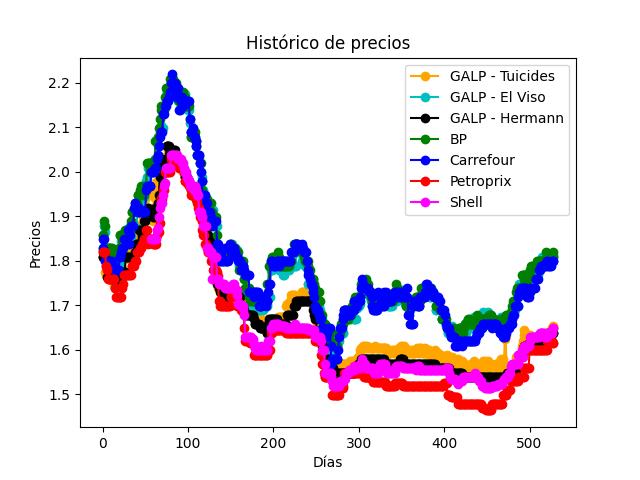 Histórico de precios
Precios
2.2
2.1
2.0
1.9
1.8
1.7
1.6
1.5
GALP - Tuicides
GALP - El Viso
GALP - Hermann
BP
Carrefour
Petroprix
Shell
0 100 200 300 400 500
Días